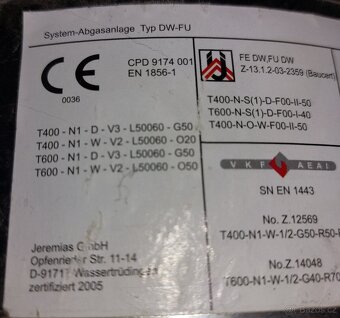 System-Abgasanlage Typ DW-FU
CE
0036
CPD 9174 001
EN 1856-1
T400 - N1 - D - V3 - L50060 - G50
T400 - N1 - W - V2 - L50060 - O20
T600 - N1 - D - V3 - L50060 - G50
T600 - N1 - W - V2 - L50060 - O50
Jeremias GmbH
Opfenrieder Str. 11-14
D-91717 Wassertrüdingen
zertifiziert 2005
FE DW,FU DW
Z-13.1.2-03-2359 (Baucert)
T400-N-S(1)-D-F00-II-50
T600-N-S(1)-D-F00-I-40
T400-N-O-W-F00-II-50
VKF AEAI
SN EN 1443
No. Z.12569
T400-N1-W-1/2-G50-R50-
No.Z.14048
T600-N1-W-1/2-G40-R70